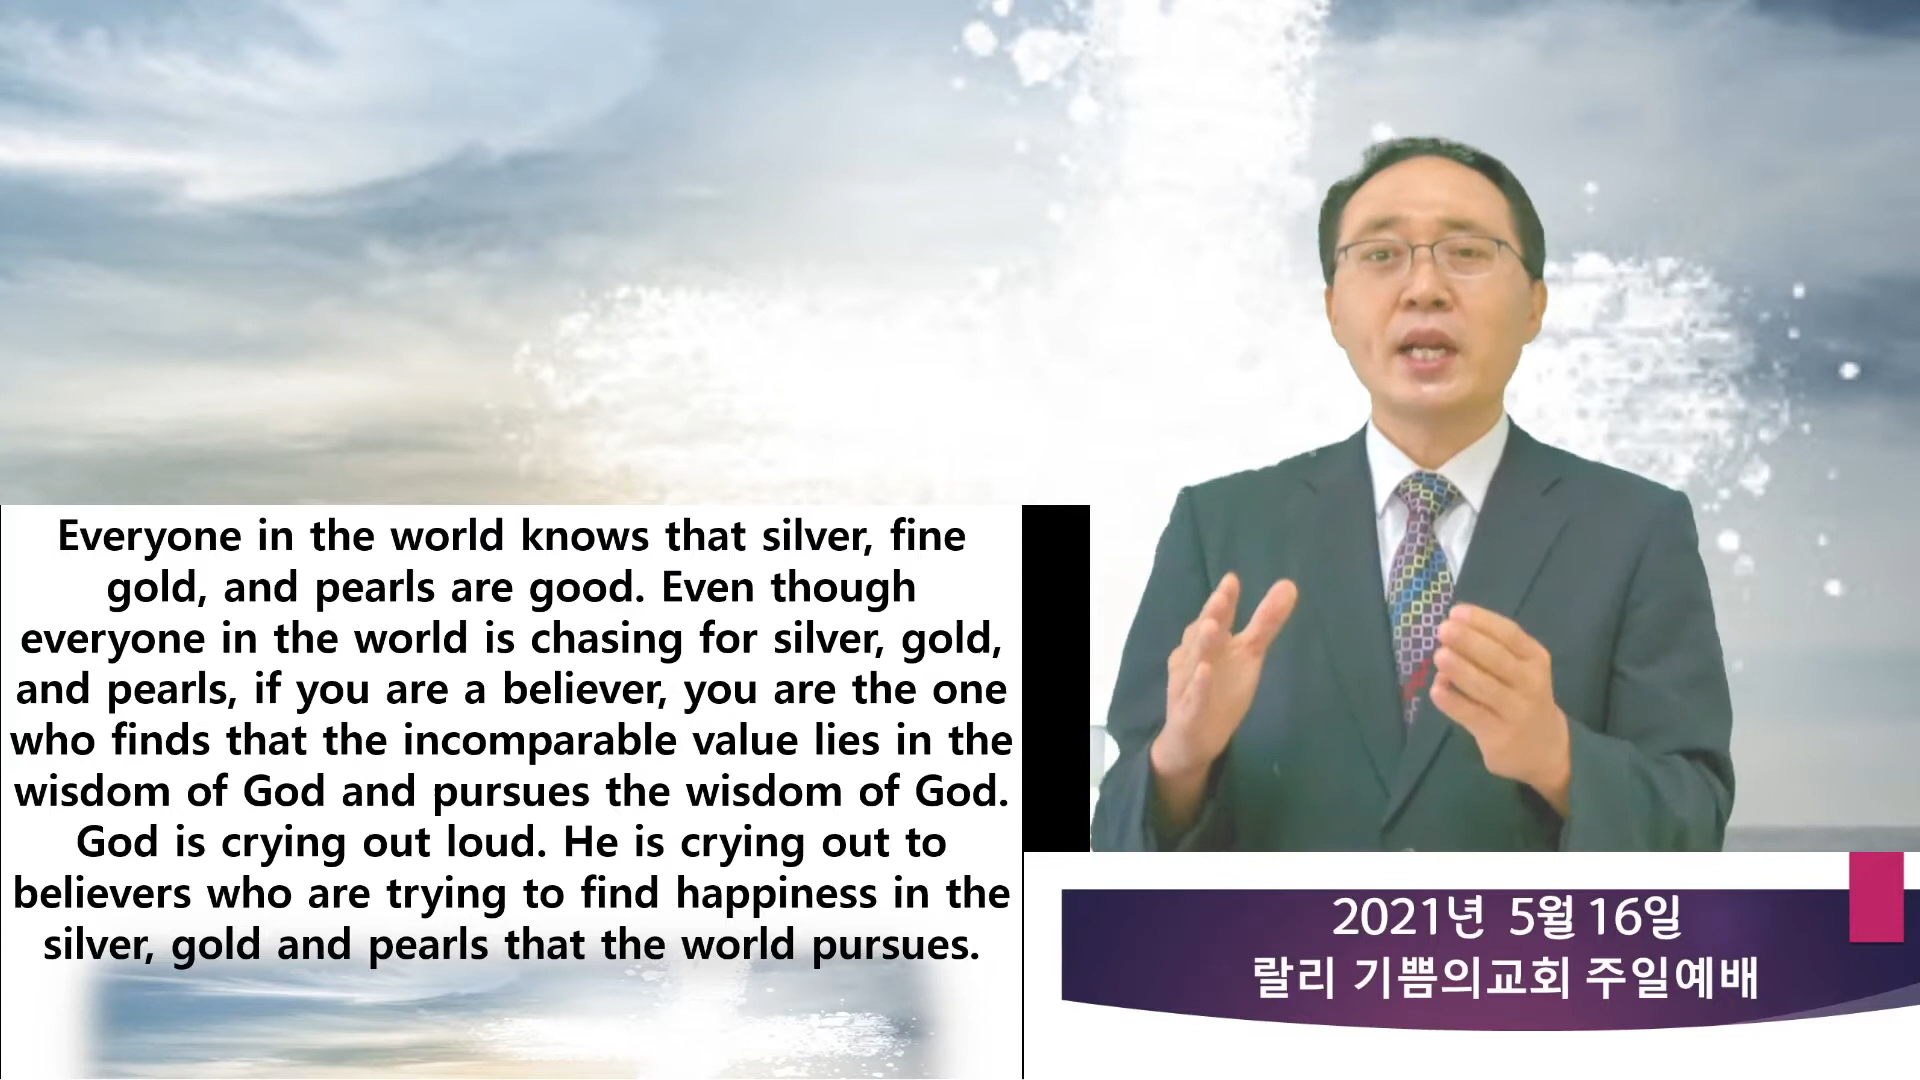 Everyone in the world knows that silver, fine
gold, and pearls are good. Even though
everyone in the world is chasing for silver, gold,
and pearls, if you are a believer, you are the one
who finds that the incomparable value lies in the
wisdom of God and pursues the wisdom of God.
God is crying out loud. He is crying out to
believers who are trying to find happiness in the
silver, gold and pearls that the world pursues.
2021년 5월 16일
랄리 기쁨의교회 주일예배